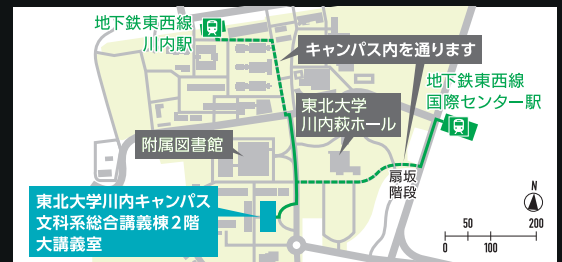 地下鉄東西線
川内駅
キャンパス内を通ります
地下鉄東西線
国際センター駅
東北大学
川内萩ホール
附属図書館
扇坂
階段
東北大学川内キャンパス
文科系総合講義棟2階
大講義室
N
50
200
0
100